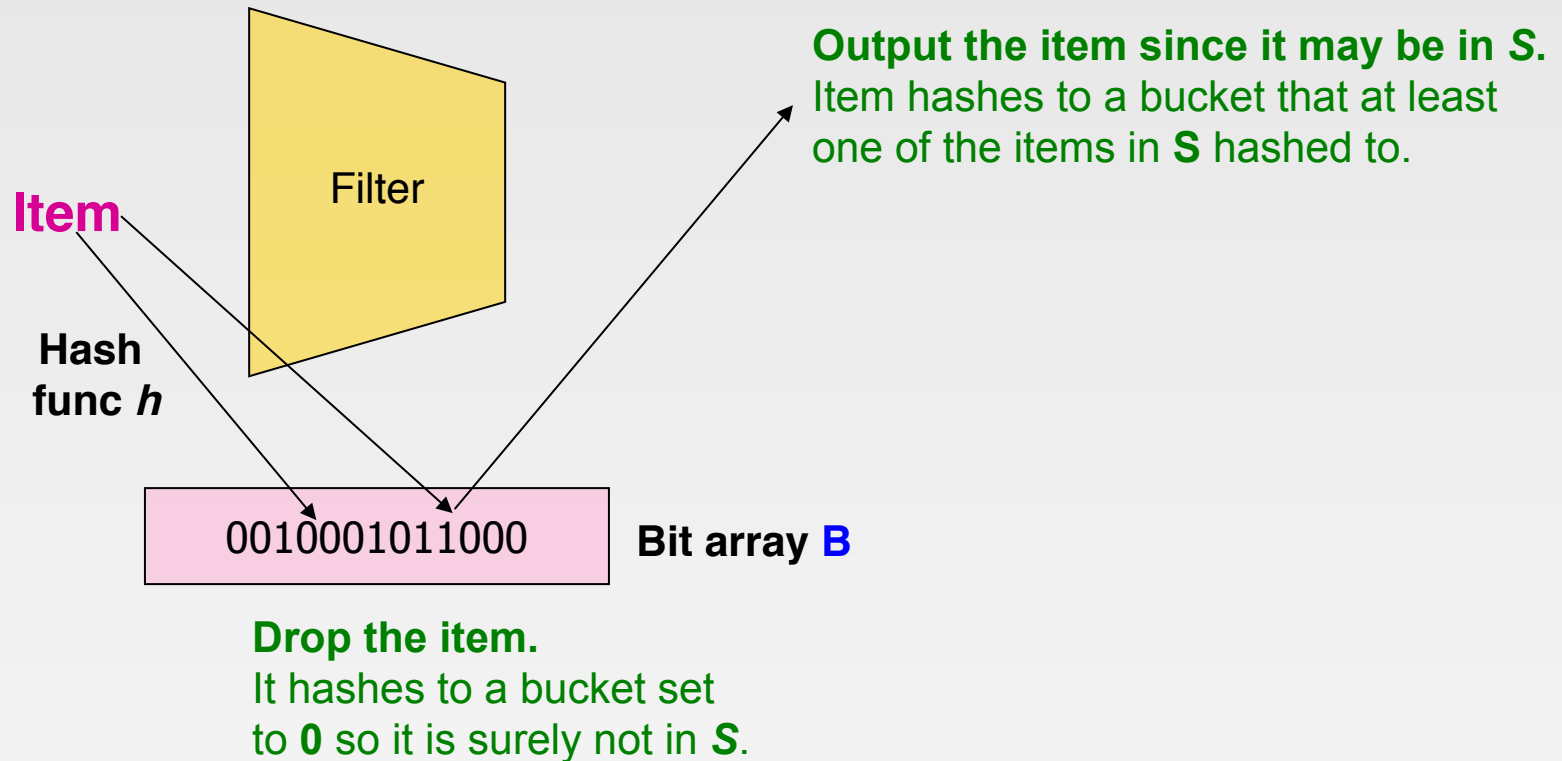 Output the item since it may be in S.
Item hashes to a bucket that at least
one of the items in S hashed to.
Filter
Item
Hash
func h
0010001011000
Bit array B
Drop the item.
It hashes to a bucket set
to 0 so it is surely not in S.